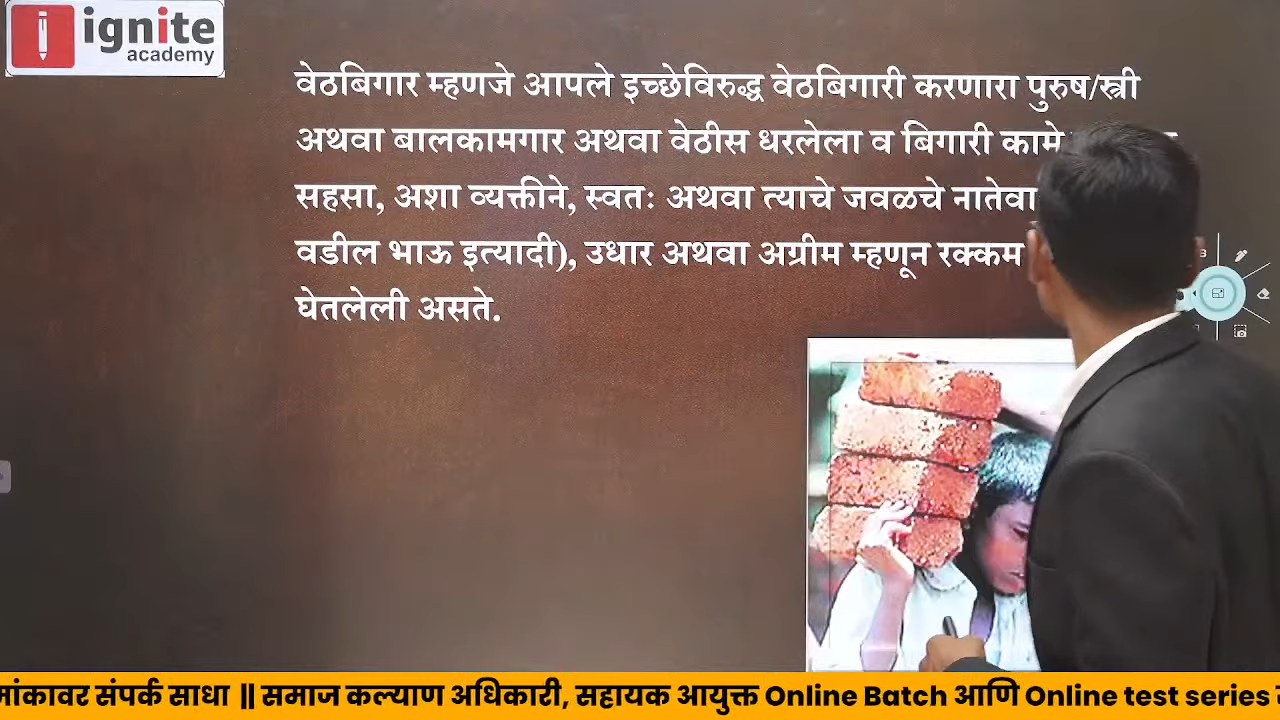 ignite
academy
वेठबिगार म्हणजे आपले इच्छेविरुद्ध वेठबिगारी करणारा पुरुष/स्त्री
अथवा बालकामगार अथवा वेठीस धरलेला व बिगारी कामे
सहसा, अशा व्यक्तीने, स्वतः अथवा त्याचे जवळचे नातेवा
वडील भाऊ इत्यादी), उधार अथवा अग्रीम म्हणून रक्कम
घेतलेली असते.
मांकावर संपर्क साधा || समाज कल्याण अधिकारी, सहायक आयुक्त Online Batch आणि Online test series